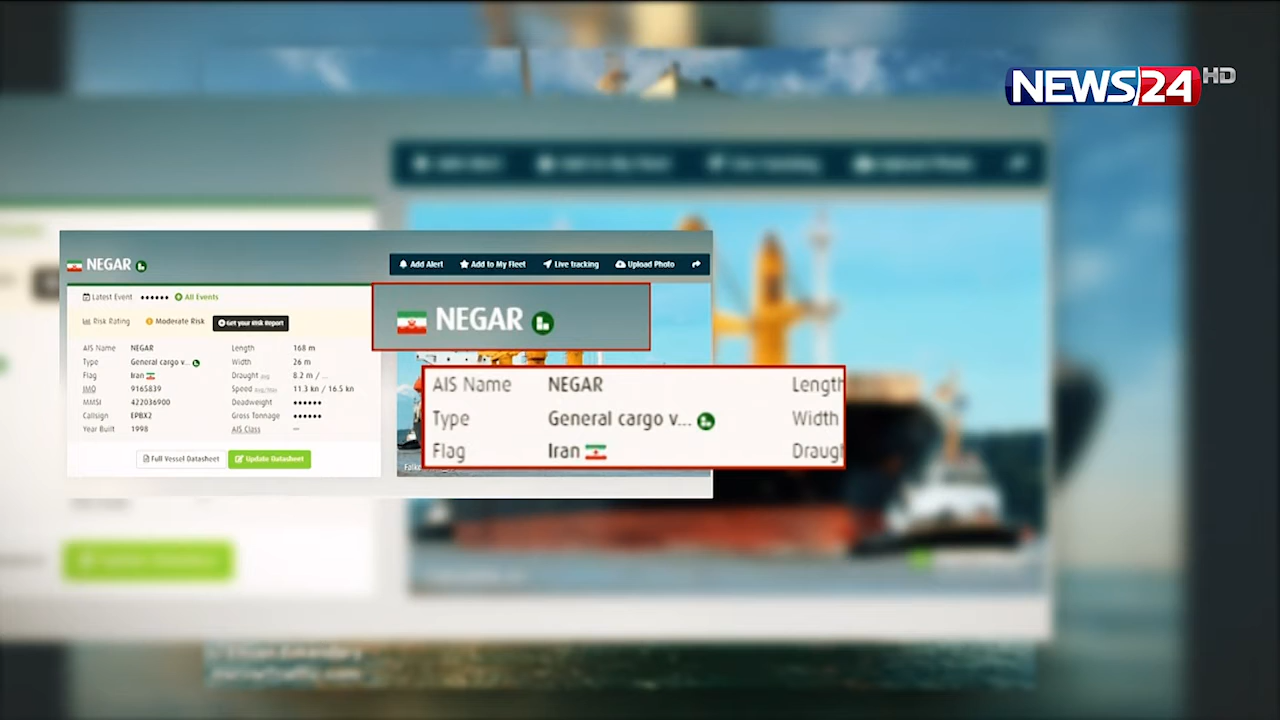 NEWS24 HD
NEGAR
Add Alert Add to My Fleet Live tracking Upload Photo
Latest Event •••••• All Events
Risk Rating Moderate Risk Get your Risk Report
AIS Name NEGAR Length 168 m
Type General cargo v... Width 26 m
Flag Iran Draught Avg 8.2 m / ...
IMO 9165839 Speed Avg/Max 11.3 kn / 16.5 kn
MMSI 422036900 Deadweight ••••••
Callsign EPBX2 Gross Tonnage ••••••
Year Built 1998 AIS Class —
Full Vessel Datasheet Update Datasheet
NEGAR
AIS Name NEGAR Length
Type General cargo v... Width
Flag Iran Draug